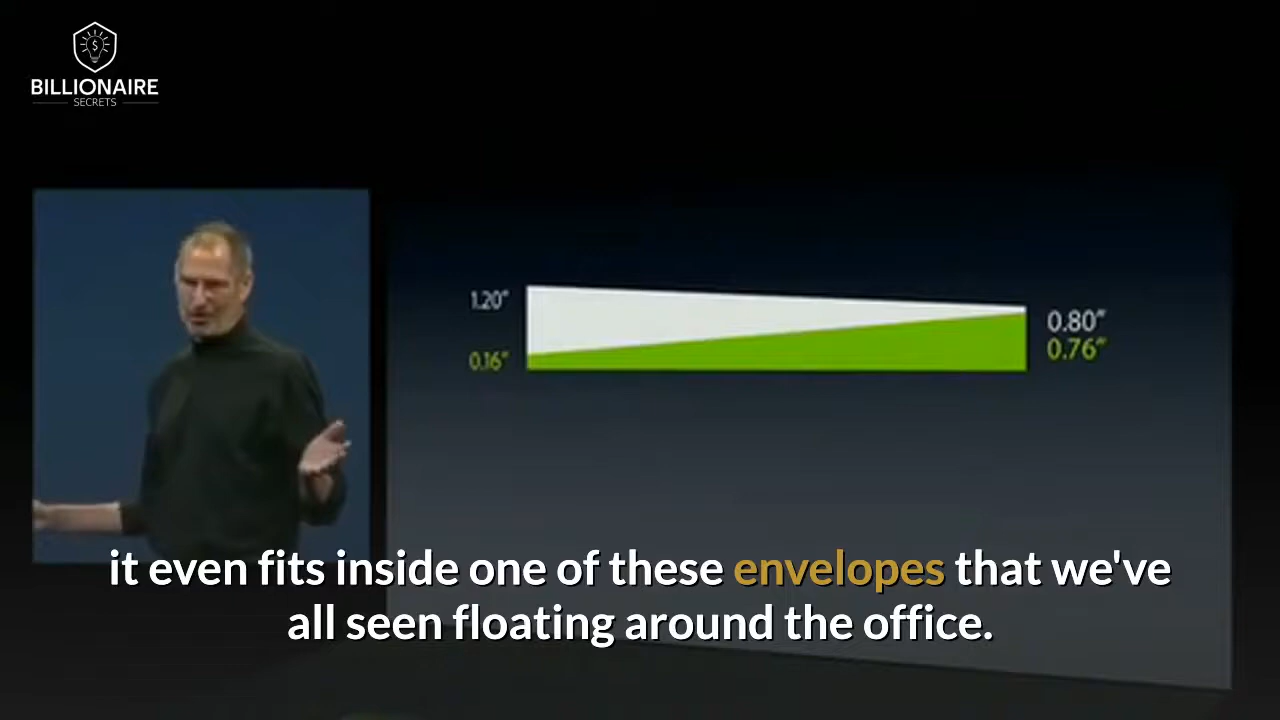 BILLIONAIRE
SECRETS
1.20"
0.80"
0.16"
0.76"
it even fits inside one of these envelopes that we've
all seen floating around the office.